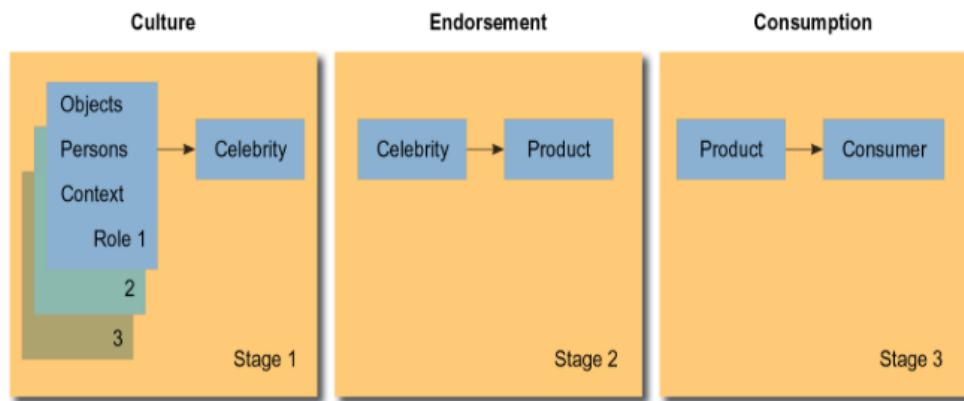 Culture
Endorsement
Consumption
Objects
Persons
Context
Role 1
2
3
Celebrity
Stage 1
Celebrity
Product
Stage 2
Product
Consumer
Stage 3